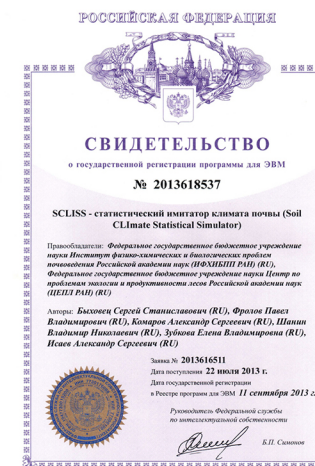 РОССИЙСКАЯ ФЕДЕРАЦИЯ
СВИДЕТЕЛЬСТВО
о государственной регистрации программы для ЭВМ
№ 2013618537
SCLISS - статистический имитатор климата почвы (Soil
CLImate Statistical Simulator)
Правообладатели: Федеральное государственное бюджетное учреждение
науки Институт физико-химических и биологических проблем
почвоведения Российской академии наук (ИФХИБПП РАН) (RU),
Федеральное государственное бюджетное учреждение науки Центр по
проблемам экологии и продуктивности лесов Российской академии наук
(ЦЕПЛ РАН) (RU)
Авторы: Быховец Сергей Станиславович (RU), Фролов Павел
Владимирович (RU), Комаров Александр Сергеевич (RU), Шанин
Владимир Николаевич (RU), Зубкова Елена Владимировна (RU),
Исаев Александр Сергеевич (RU)
Заявка № 2013616511
Дата поступления 22 июля 2013 г.
Дата государственной регистрации
в Реестре программ для ЭВМ 11 сентября 2013 г.
Руководитель Федеральной службы
по интеллектуальной собственности
Б.П. Симонов